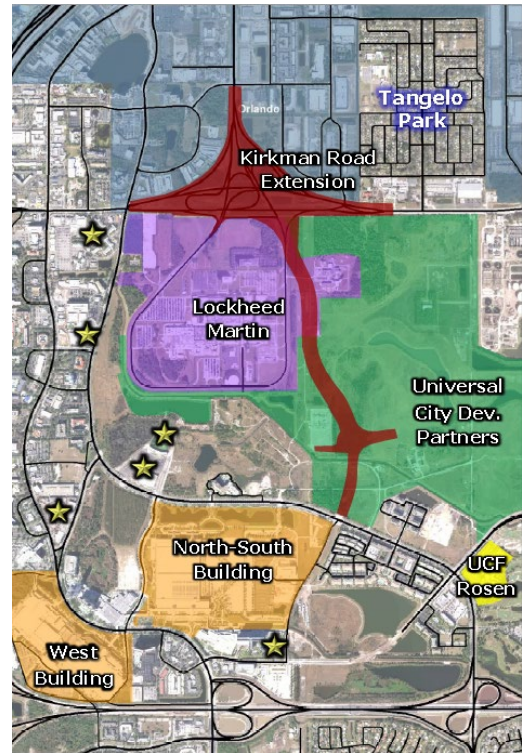 Tangelo
Park
Orlando
Kirkman Road
Extension
Lockheed
Martin
Universal
City Dev.
Partners
North-South
Building
UCF
Rosen
West
Building